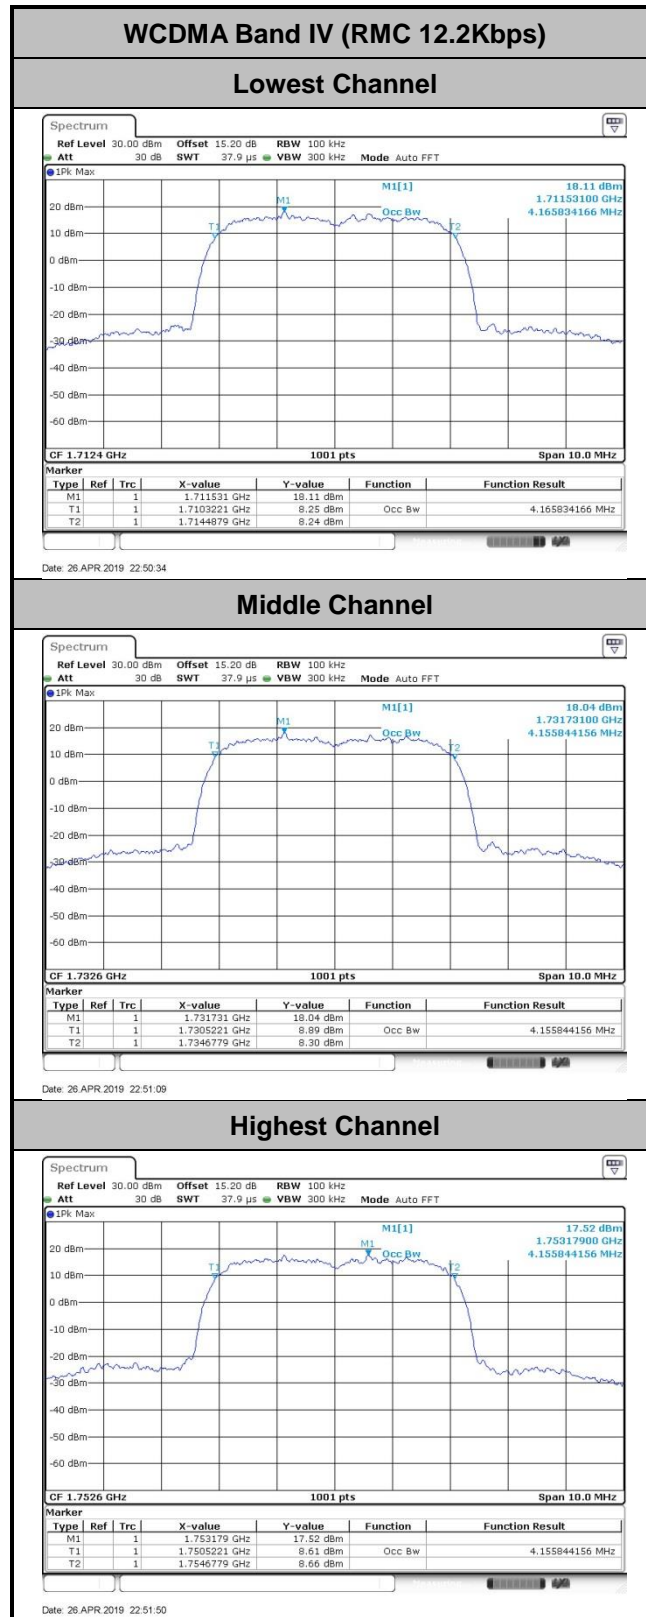 WCDMA Band IV (RMC 12.2Kbps)
Lowest Channel
Spectrum
Ref Level 30.00 dBm Offset 15.20 dB RBW 100 kHz
Att 30 dB SWT 37.9 µs VBW 300 kHz Mode Auto FFT
1Pk Max
M1[1] 18.11 dBm
1.71153100 GHz
Occ Bw 4.165834166 MHz
M1
T1
T2
20 dBm
10 dBm
0 dBm
-10 dBm
-20 dBm
-30 dBm
-40 dBm
-50 dBm
-60 dBm
CF 1.7124 GHz 1001 pts Span 10.0 MHz
Marker
Type Ref Trc X-value Y-value Function Function Result
M1 1 1.711531 GHz 18.11 dBm
T1 1 1.7103221 GHz 8.25 dBm Occ Bw 4.165834166 MHz
T2 1 1.7144879 GHz 8.24 dBm
Date: 26.APR.2019 22:50:34
Middle Channel
Spectrum
Ref Level 30.00 dBm Offset 15.20 dB RBW 100 kHz
Att 30 dB SWT 37.9 µs VBW 300 kHz Mode Auto FFT
1Pk Max
M1[1] 18.04 dBm
1.73173100 GHz
Occ Bw 4.155844156 MHz
M1
T1
T2
20 dBm
10 dBm
0 dBm
-10 dBm
-20 dBm
-30 dBm
-40 dBm
-50 dBm
-60 dBm
CF 1.7326 GHz 1001 pts Span 10.0 MHz
Marker
Type Ref Trc X-value Y-value Function Function Result
M1 1 1.731731 GHz 18.04 dBm
T1 1 1.7305221 GHz 8.89 dBm Occ Bw 4.155844156 MHz
T2 1 1.7346779 GHz 8.30 dBm
Date: 26.APR.2019 22:51:09
Highest Channel
Spectrum
Ref Level 30.00 dBm Offset 15.20 dB RBW 100 kHz
Att 30 dB SWT 37.9 µs VBW 300 kHz Mode Auto FFT
1Pk Max
M1[1] 17.52 dBm
1.75317900 GHz
Occ Bw 4.155844156 MHz
M1
T1
T2
20 dBm
10 dBm
0 dBm
-10 dBm
-20 dBm
-30 dBm
-40 dBm
-50 dBm
-60 dBm
CF 1.7526 GHz 1001 pts Span 10.0 MHz
Marker
Type Ref Trc X-value Y-value Function Function Result
M1 1 1.753179 GHz 17.52 dBm
T1 1 1.7505221 GHz 8.61 dBm Occ Bw 4.155844156 MHz
T2 1 1.7546779 GHz 8.66 dBm
Date: 26.APR.2019 22:51:50